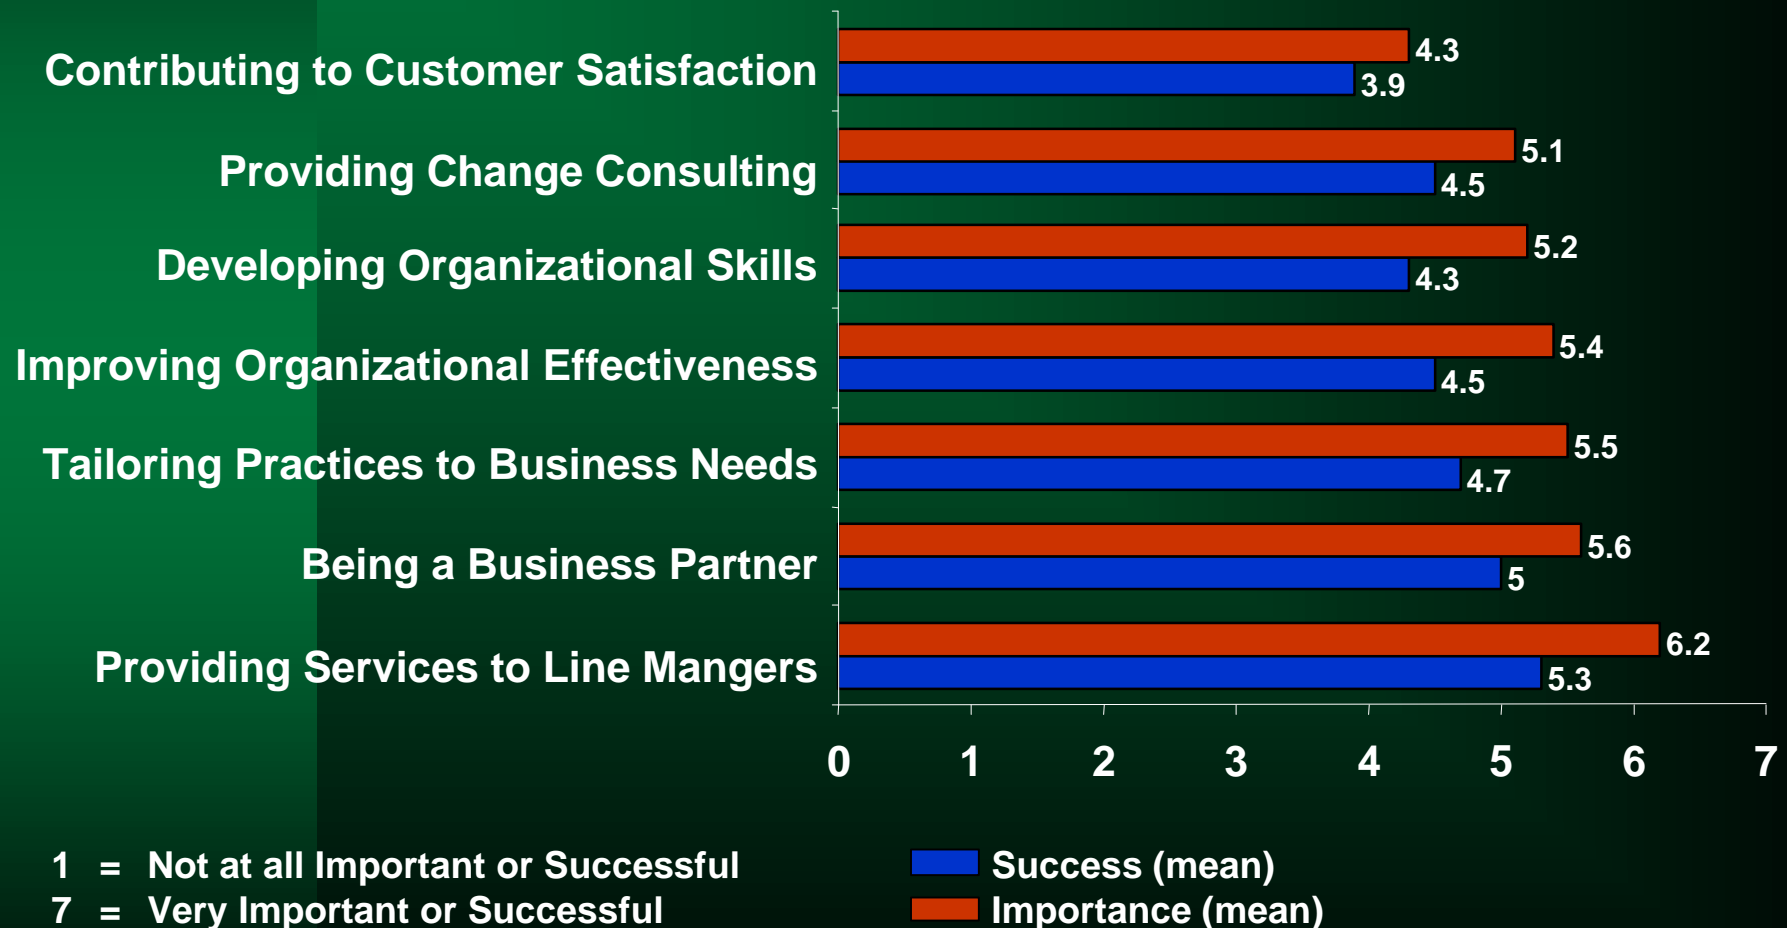 Contributing to Customer Satisfaction
4.3
3.9
Providing Change Consulting
5.1
4.5
Developing Organizational Skills
5.2
4.3
Improving Organizational Effectiveness
5.4
4.5
Tailoring Practices to Business Needs
5.5
4.7
Being a Business Partner
5.6
5
Providing Services to Line Mangers
6.2
5.3
0 1 2 3 4 5 6 7
1 = Not at all Important or Successful
7 = Very Important or Successful
Success (mean)
Importance (mean)